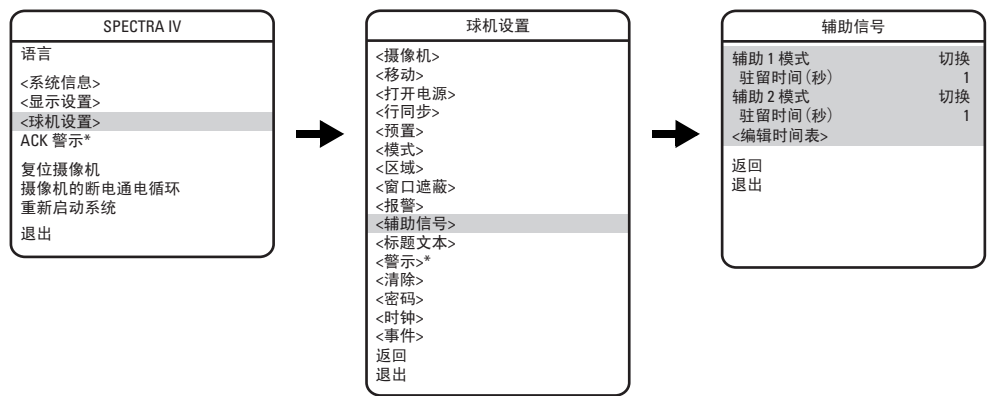 SPECTRA IV
语言
<系统信息>
<显示设置>
<球机设置>
ACK 警示*
复位摄像机
摄像机的断电通电循环
重新启动系统
退出
球机设置
<摄像机>
<移动>
<打开电源>
<行同步>
<预置>
<模式>
<区域>
<窗口遮蔽>
<报警>
<辅助信号>
<标题文本>
<警示>*
<清除>
<密码>
<时钟>
<事件>
返回
退出
辅助信号
辅助 1 模式 切换
驻留时间(秒) 1
辅助 2 模式 切换
驻留时间(秒) 1
<编辑时间表>
返回
退出